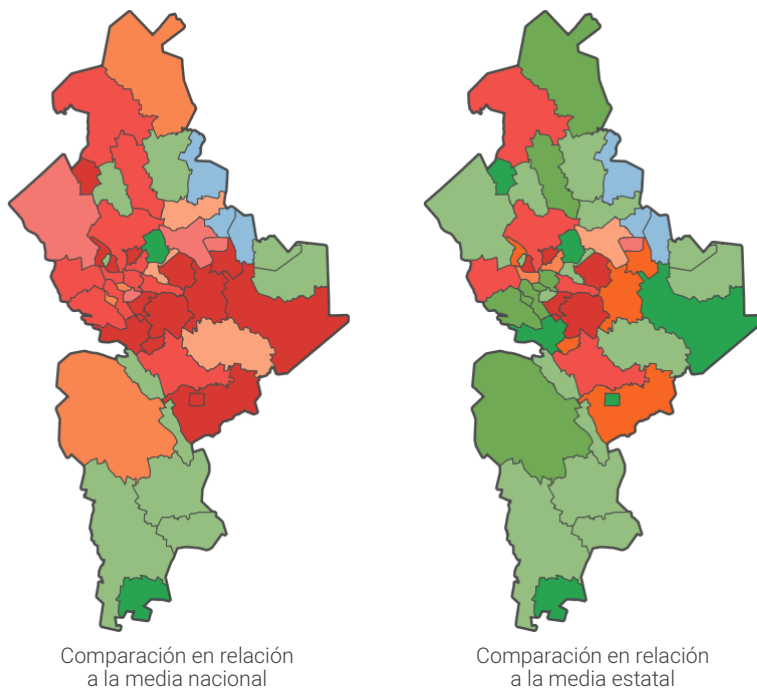 Comparación en relación
a la media nacional
Comparación en relación
a la media estatal